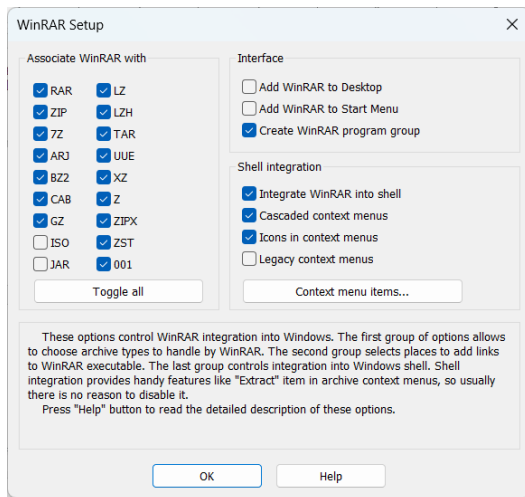 WinRAR Setup
Associate WinRAR with
RAR
ZIP
7Z
ARJ
BZ2
CAB
GZ
ISO
JAR
LZ
LZH
TAR
UUE
XZ
Z
ZIPX
ZST
001
Toggle all
Interface
Add WinRAR to Desktop
Add WinRAR to Start Menu
Create WinRAR program group
Shell integration
Integrate WinRAR into shell
Cascaded context menus
Icons in context menus
Legacy context menus
Context menu items...
These options control WinRAR integration into Windows. The first group of options allows
to choose archive types to handle by WinRAR. The second group selects places to add links
to WinRAR executable. The last group controls integration into Windows shell. Shell
integration provides handy features like "Extract" item in archive context menus, so usually
there is no reason to disable it.
Press "Help" button to read the detailed description of these options.
OK
Help